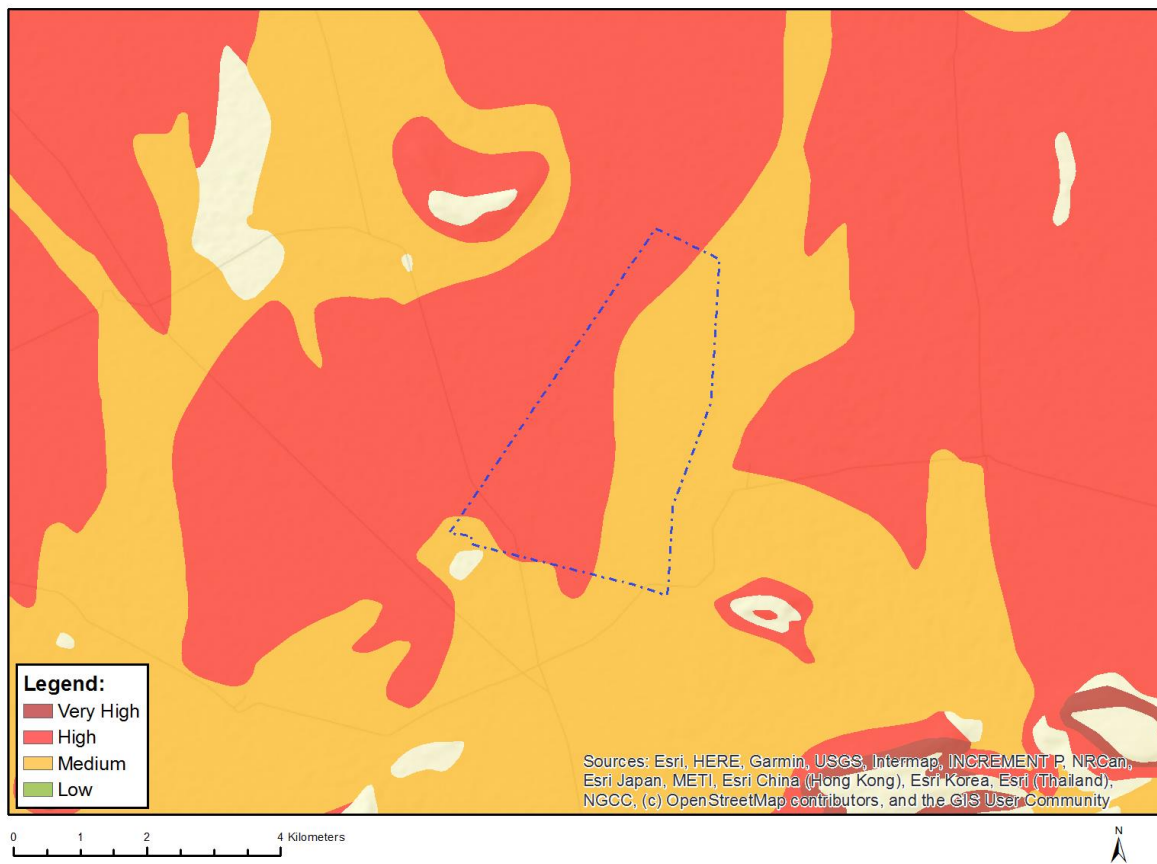 Legend:
Very High
High
Medium
Low
Sources: Esri, HERE, Garmin, USGS, Intermap, INCREMENT P, NRCan,
Esri Japan, METI, Esri China (Hong Kong), Esri Korea, Esri (Thailand),
NGCC, (c) OpenStreetMap contributors, and the GIS User Community
0 1 2 4 Kilometers
N